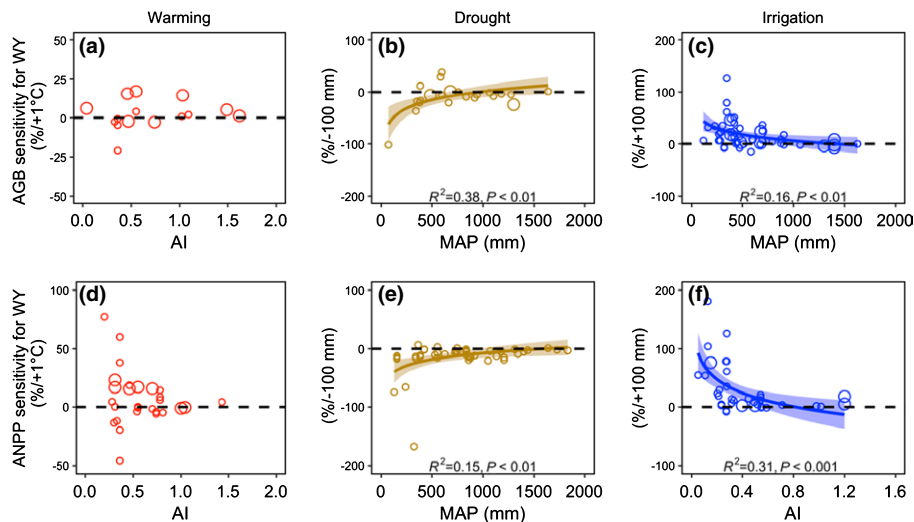 Warming Drought Irrigation
(a) (b) (c)
AGB sensitivity for WY
(%/+1°C)
50
25
0
-25
-50
0.0 0.5 1.0 1.5 2.0
AI
(%/-100 mm)
100
0
-100
-200
R²=0.38, P < 0.01
0 500 1000 1500 2000
MAP (mm)
(%/+100 mm)
200
100
0
-100
R²=0.16, P < 0.01
0 500 1000 1500 2000
MAP (mm)
(d) (e) (f)
ANPP sensitivity for WY
(%/+1°C)
100
50
0
-50
0.0 0.5 1.0 1.5 2.0
AI
(%/-100 mm)
100
0
-100
-200
R²=0.15, P < 0.01
0 500 1000 1500 2000
MAP (mm)
(%/+100 mm)
200
100
0
-100
R²=0.31, P < 0.001
0.0 0.4 0.8 1.2 1.6
AI